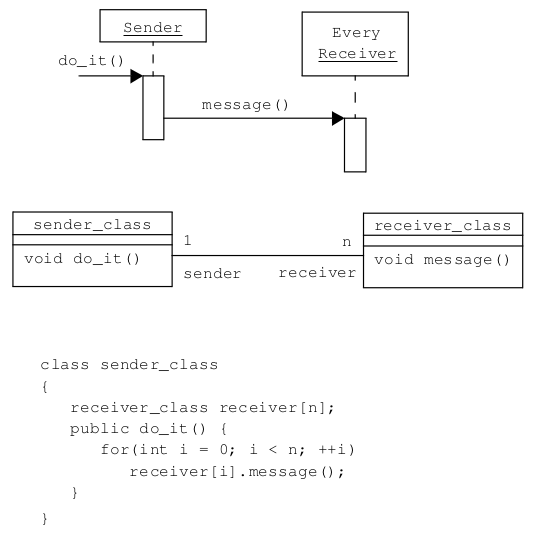 Sender
Every
Receiver
do_it()
message()
sender_class
void do_it()
1
sender
n
receiver
receiver_class
void message()
class sender_class
{
receiver_class receiver[n];
public do_it() {
for(int i = 0; i < n; ++i)
receiver[i].message();
}
}